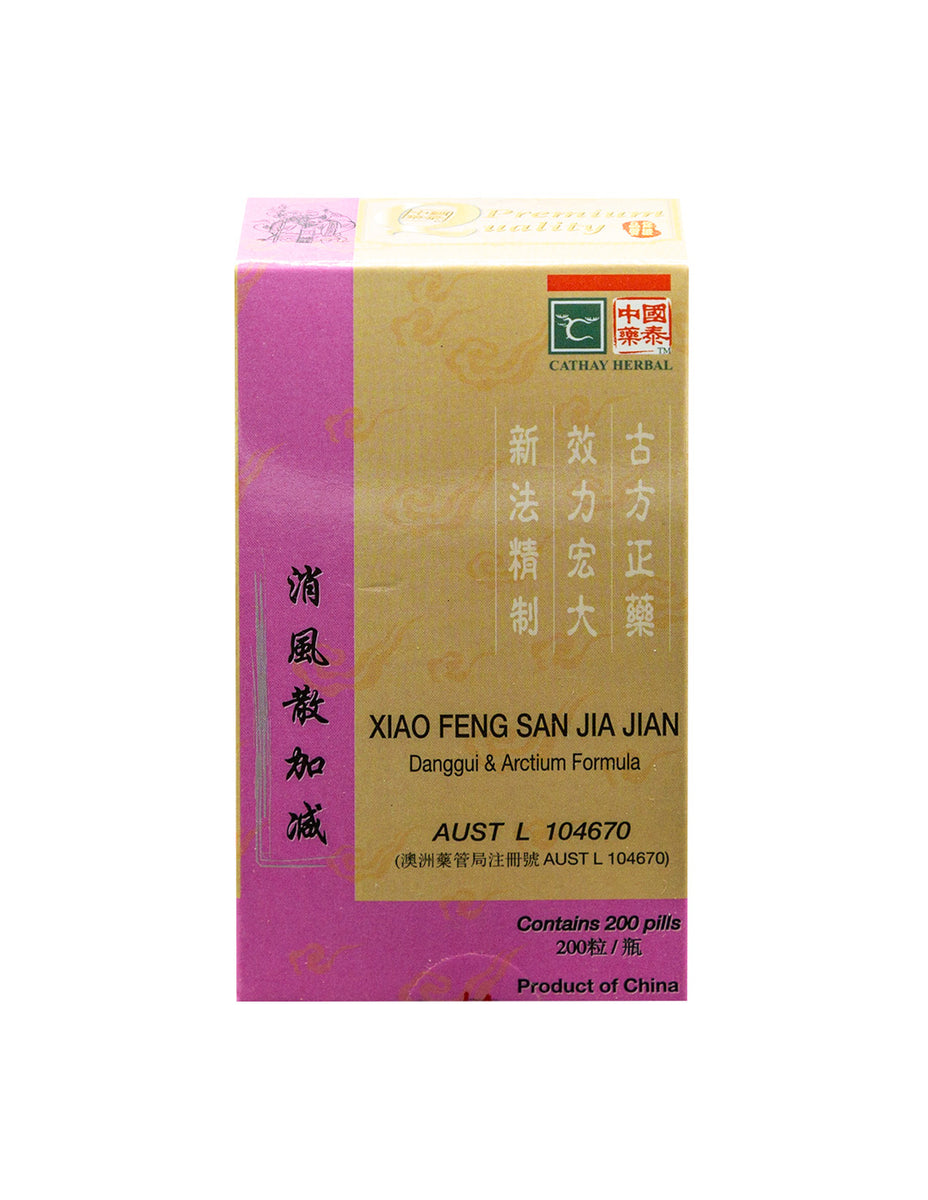 Premium
Quality
中國
藥泰
TM
CATHAY HERBAL
古方正藥
效力宏大
新法精制
消風散加减
XIAO FENG SAN JIA JIAN
Danggui & Arctium Formula
AUST L 104670
(澳洲藥管局注冊號 AUST L 104670)
Contains 200 pills
200粒 / 瓶
Product of China